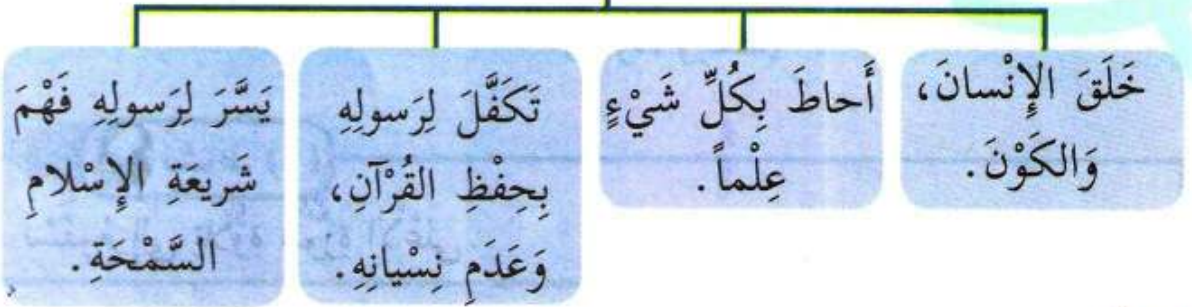 خَلَقَ الإِنْسانَ،
وَالكَوْنَ.
أَحاطَ بِكُلِّ شَيْءٍ
عِلْماً.
تَكَفَّلَ لِرَسولِهِ
بِحِفْظِ القُرْآنِ،
وَعَدَمِ نِسْيانِهِ.
يَسَّرَ لِرَسولِهِ فَهْمَ
شَريعَةِ الإِسْلامِ
السَّمْحَةِ.